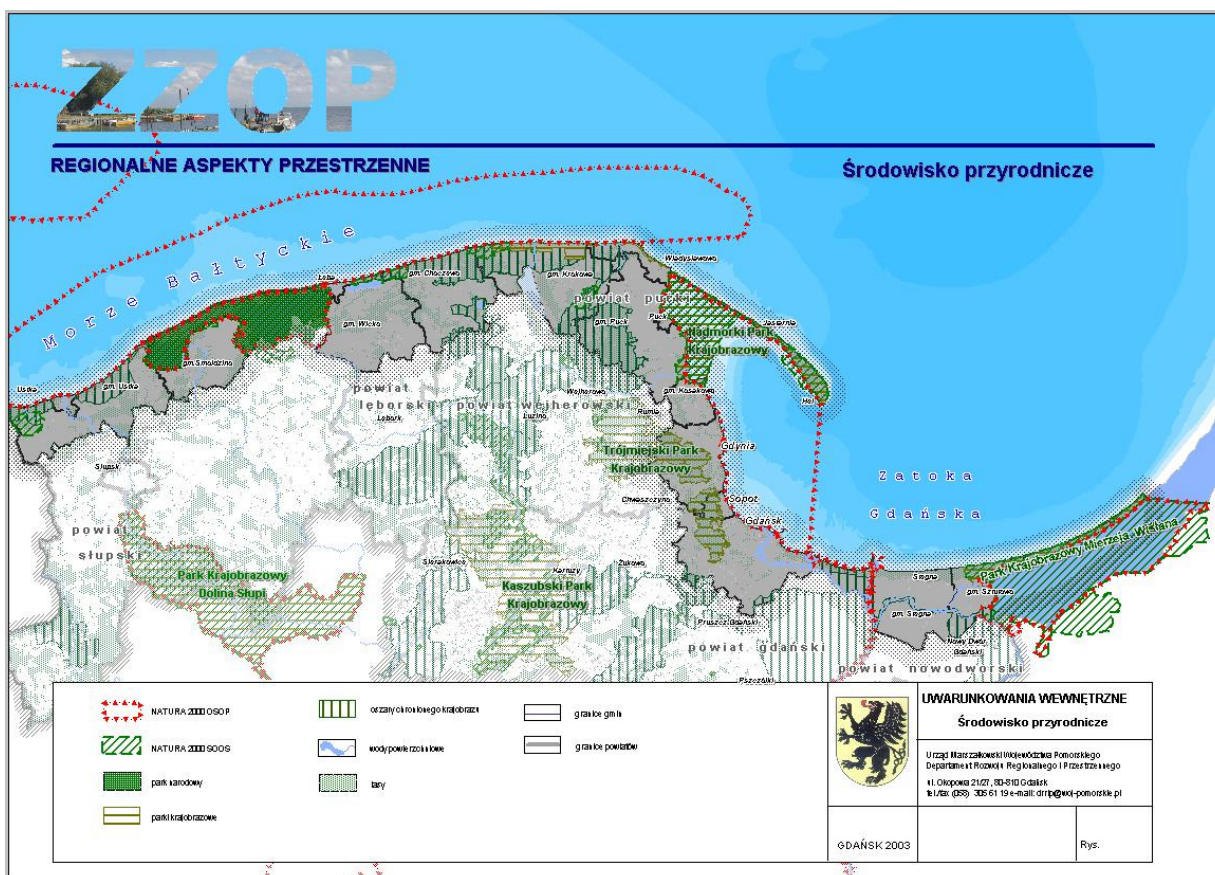 ZZOP
REGIONALNE ASPEKTY PRZESTRZENNE
Środowisko przyrodnicze
Morze Bałtyckie
Łeba
gm. Choczewo
gm. Krokowa
Władysławowo
powiat pucki
gm. Wicko
gm. Puck
Puck
Jastarnia
Nadmorki Park
Krajobrazowy
gm. Smołdzino
Ustka
gm. Ustka
Hel
gm. Kosakowo
powiat
lęborski
powiat wejherowski
Wejherowo
Rumia
Lębork
Luzino
Trójmiejski Park
Krajobrazowy
Gdynia
Słupsk
Chwaszczyno
Sopot
Gdańsk
Zatoka
Gdańska
powiat
słupski
Park Krajobrazowy
Dolina Słupi
Sierakowice
Kartuzy
Żukowo
Kaszubski Park
Krajobrazowy
Park Krajobrazowy Mierzeja Wiślana
Stegna
gm. Sztutowo
gm. Stegna
Pruszcz Gdański
powiat gdański
Nowy Dwór
Gdański
powiat nowodworski
Pszczółki
NATURA 2000 OSOP
NATURA 2000 SOOS
park narodowy
parki krajobrazowe
obszary chronionego krajobrazu
wody powierzchniowe
lasy
granice gmin
granice powiatów
UWARUNKOWANIA WEWNĘTRZNE
Środowisko przyrodnicze
Urząd Marszałkowski Województwa Pomorskiego
Departament Rozwoju Regionalnego i Przestrzennego
ul. Okopowa 21/27, 80-810 Gdańsk
tel./fax (058) 305 61 19 e-mail: drrip@woj-pomorskie.pl
GDAŃSK 2003
Rys.